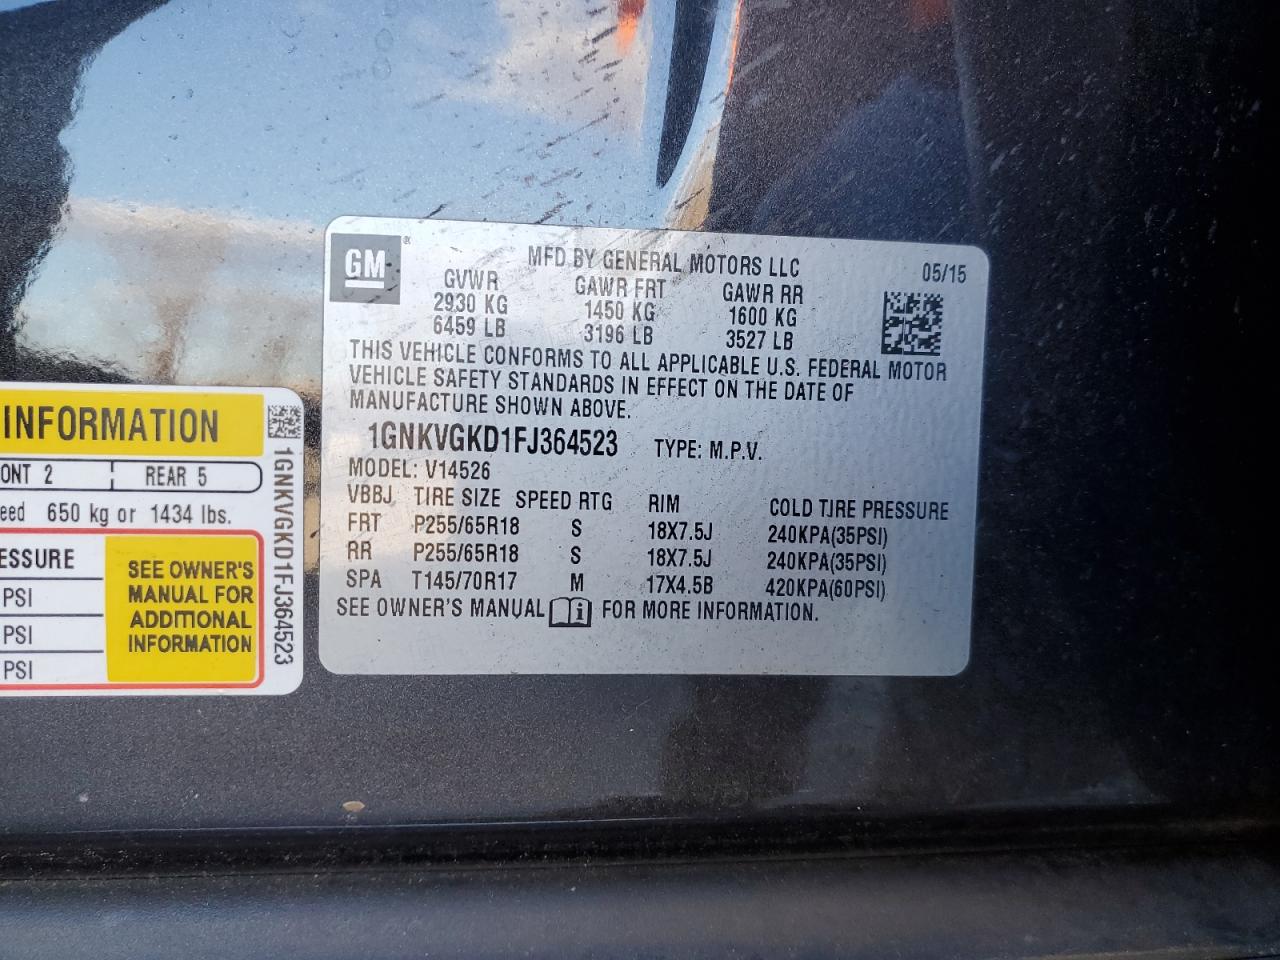 GM®
MFD BY GENERAL MOTORS LLC
05/15
GVWR GAWR FRT GAWR RR
2930 KG 1450 KG 1600 KG
6459 LB 3196 LB 3527 LB
THIS VEHICLE CONFORMS TO ALL APPLICABLE U.S. FEDERAL MOTOR
VEHICLE SAFETY STANDARDS IN EFFECT ON THE DATE OF
MANUFACTURE SHOWN ABOVE.
1GNKVGKD1FJ364523 TYPE: M.P.V.
MODEL: V14526
VBBJ TIRE SIZE SPEED RTG RIM COLD TIRE PRESSURE
FRT P255/65R18 S 18X7.5J 240KPA(35PSI)
RR P255/65R18 S 18X7.5J 240KPA(35PSI)
SPA T145/70R17 M 17X4.5B 420KPA(60PSI)
SEE OWNER'S MANUAL i FOR MORE INFORMATION.
INFORMATION
ONT 2 REAR 5
eed 650 kg or 1434 lbs.
ESSURE
PSI
PSI
PSI
SEE OWNER'S
MANUAL FOR
ADDITIONAL
INFORMATION
1GNKVGKD1FJ364523